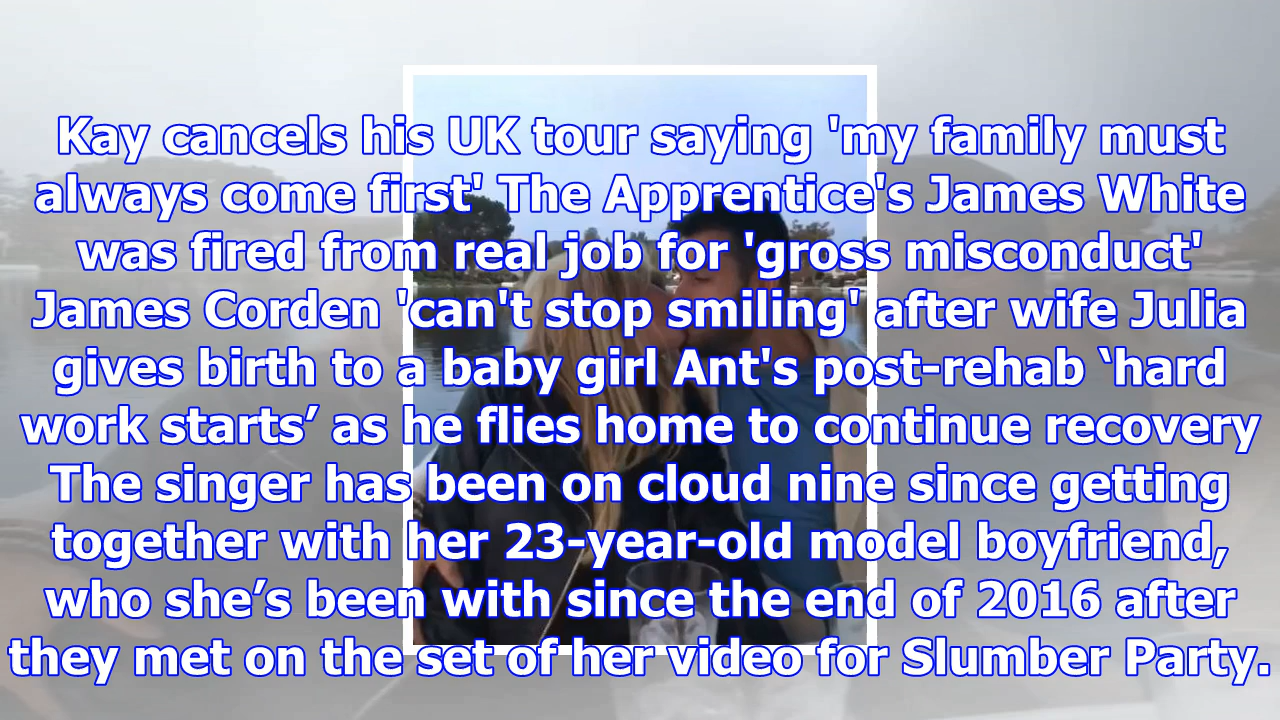 Kay cancels his UK tour saying 'my family must
always come first' The Apprentice's James White
was fired from real job for 'gross misconduct'
James Corden 'can't stop smiling' after wife Julia
gives birth to a baby girl Ant's post-rehab ‘hard
work starts’ as he flies home to continue recovery
The singer has been on cloud nine since getting
together with her 23-year-old model boyfriend,
who she’s been with since the end of 2016 after
they met on the set of her video for Slumber Party.